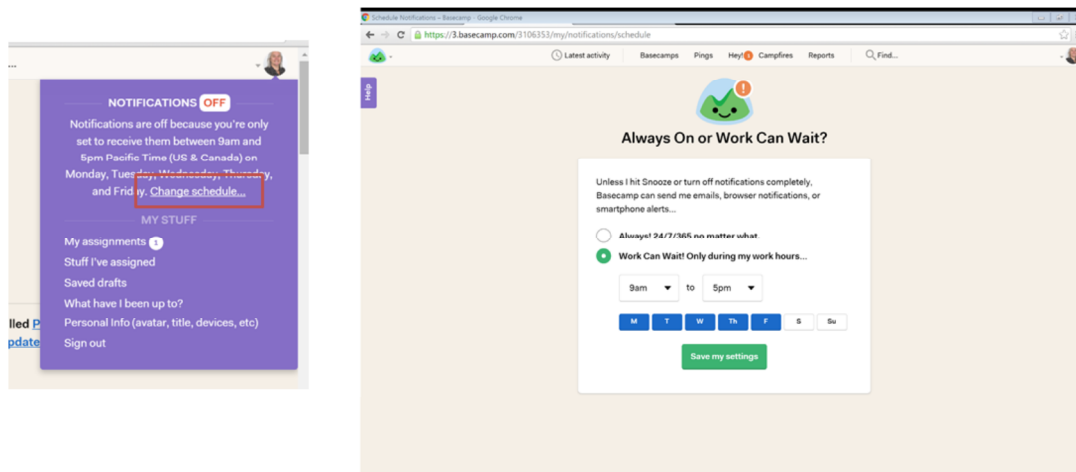 ...
NOTIFICATIONS OFF
Notifications are off because you're only
set to receive them between 9am and
5pm Pacific Time (US & Canada) on
Monday, Tuesday, Wednesday, Thursday,
and Friday. Change schedule...
MY STUFF
My assignments 1
Stuff I've assigned
Saved drafts
What have I been up to?
Personal Info (avatar, title, devices, etc)
Sign out
lled P
pdate
Schedule Notifications – Basecamp - Google Chrome
https://3.basecamp.com/3106353/my/notifications/schedule
Latest activity Basecamps Pings Hey! Campfires Reports Find...
Help
!
Always On or Work Can Wait?
Unless I hit Snooze or turn off notifications completely,
Basecamp can send me emails, browser notifications, or
smartphone alerts...
Always! 24/7/365 no matter what.
Work Can Wait! Only during my work hours...
9am to 5pm
M T W Th F S Su
Save my settings